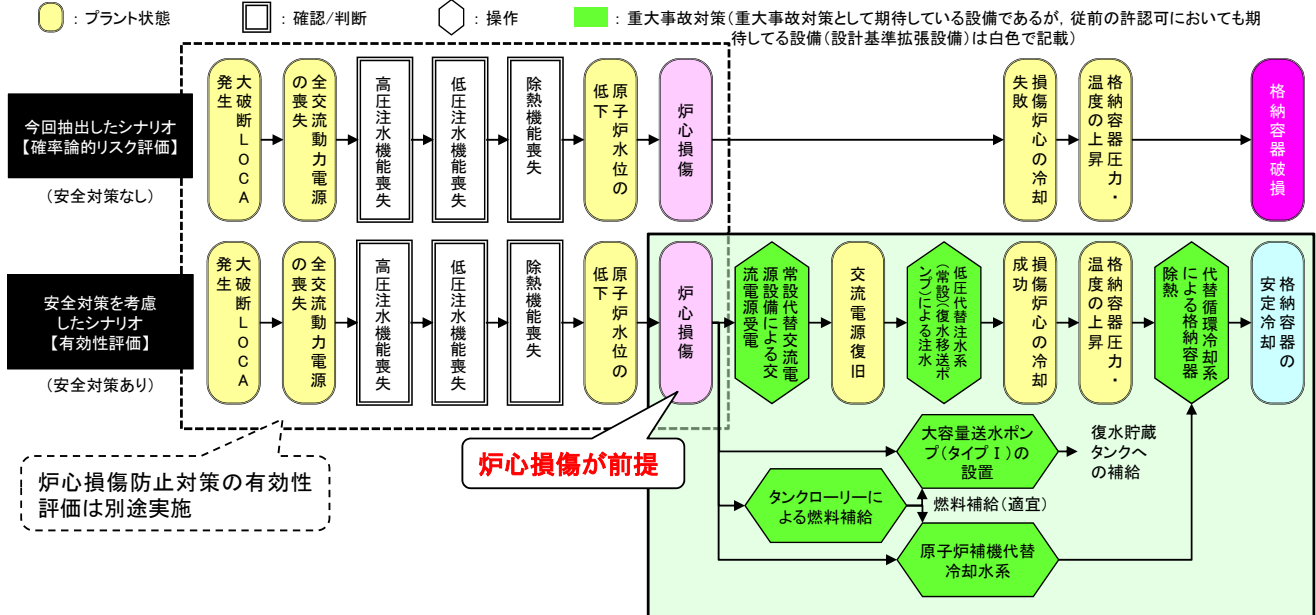 ：プラント状態
：確認/判断
：操作
：重大事故対策（重大事故対策として期待している設備であるが，従前の許認可においても期
待してる設備（設計基準拡張設備）は白色で記載）
今回抽出したシナリオ
【確率論的リスク評価】
（安全対策なし）
大破断ＬＯＣＡ
発生
全交流動力電源
の喪失
高圧注水機能喪失
低圧注水機能喪失
除熱機能喪失
原子炉水位の
低下
炉心損傷
損傷炉心の冷却
失敗
格納容器圧力・
温度の上昇
格納容器破損
安全対策を考慮
したシナリオ
【有効性評価】
（安全対策あり）
大破断ＬＯＣＡ
発生
全交流動力電源
の喪失
高圧注水機能喪失
低圧注水機能喪失
除熱機能喪失
原子炉水位の
低下
炉心損傷
常設代替交流電
源設備による交
流電源受電
交流電源復旧
低圧代替注水系
（常設）（復水移送ポ
ンプ）による注水
損傷炉心の冷却
成功
格納容器圧力・
温度の上昇
代替循環冷却系
による格納容器
除熱
格納容器の
安定冷却
炉心損傷防止対策の有効性
評価は別途実施
炉心損傷が前提
大容量送水ポン
プ（タイプⅠ）の
設置
復水貯蔵
タンクへ
の補給
タンクローリーに
よる燃料補給
燃料補給（適宜）
原子炉補機代替
冷却水系